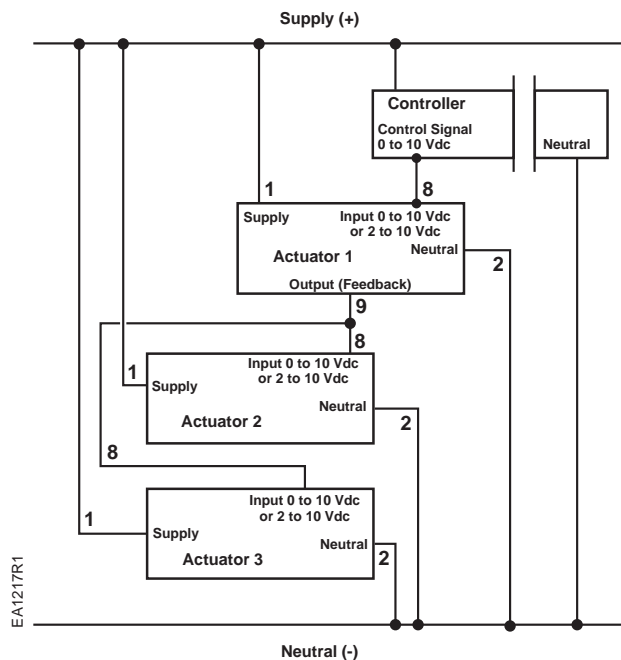 Supply (+)
Controller
Control Signal
0 to 10 Vdc
Neutral
1
8
Supply
Input 0 to 10 Vdc
or 2 to 10 Vdc
Neutral
2
Actuator 1
Output (Feedback)
9
8
Input 0 to 10 Vdc
or 2 to 10 Vdc
1
Supply
Neutral
2
Actuator 2
8
Input 0 to 10 Vdc
or 2 to 10 Vdc
1
Supply
Neutral
2
Actuator 3
EA1217R1
Neutral (-)